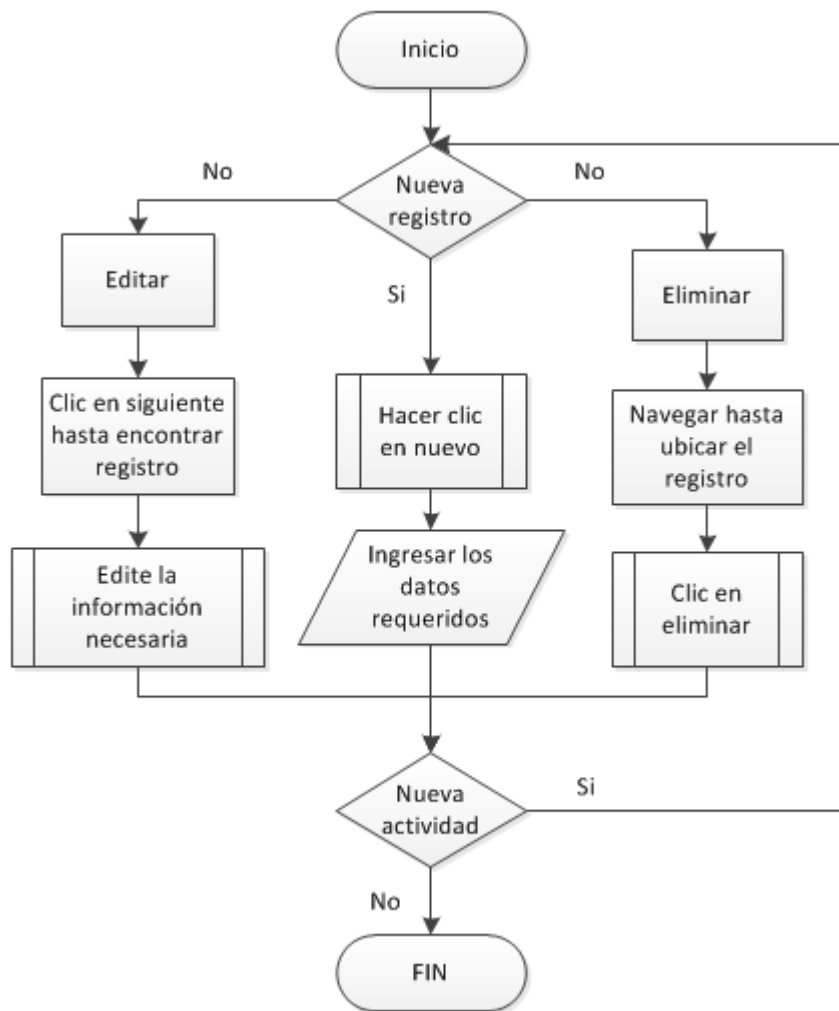 Inicio
No
Nueva
registro
No
Editar
Si
Eliminar
Clic en siguiente
hasta encontrar
registro
Hacer clic
en nuevo
Navegar hasta
ubicar el
registro
Edite la
información
necesaria
Ingresar los
datos
requeridos
Clic en
eliminar
Nueva
actividad
Si
No
FIN